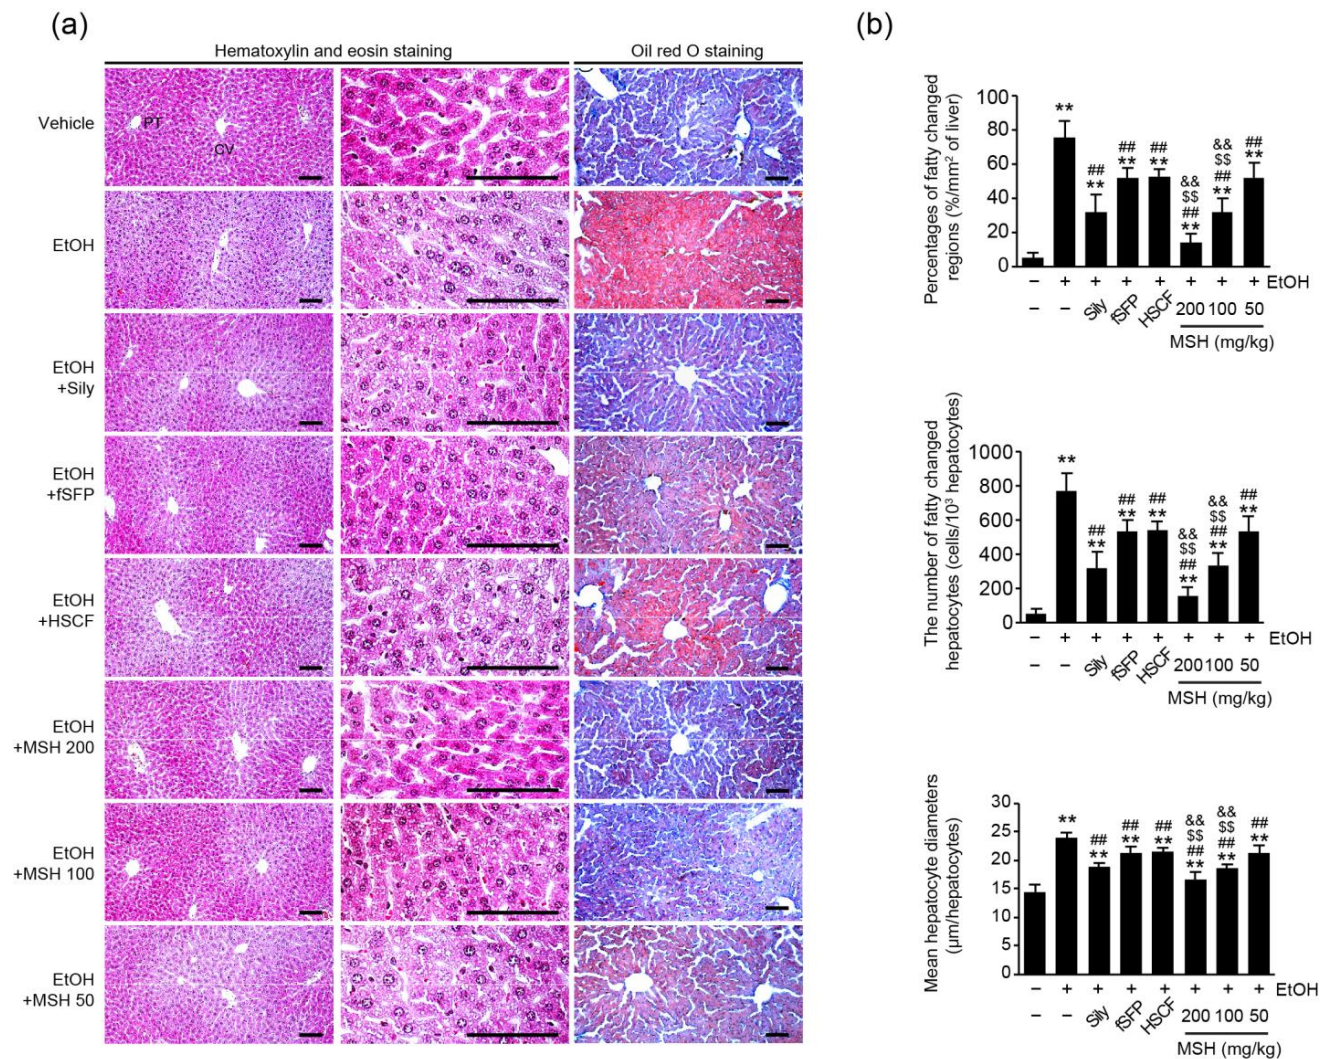 (a)
Hematoxylin and eosin staining
Oil red O staining
Vehicle
PT
CV
EtOH
EtOH
+Sily
EtOH
+fSFP
EtOH
+HSCF
EtOH
+MSH 200
EtOH
+MSH 100
EtOH
+MSH 50
(b)
Percentages of fatty changed
regions (%/mm² of liver)
100
80
60
40
20
0
**
##
**
##
**
##
**
&&
$$
##
**
&&
$$
##
**
##
**
− + + + + + + + EtOH
− − Sily fSFP HSCF 200 100 50
MSH (mg/kg)
The number of fatty changed
hepatocytes (cells/10³ hepatocytes)
1000
800
600
400
200
0
**
##
**
##
**
##
**
&&
$$
##
**
&&
$$
##
**
##
**
− + + + + + + + EtOH
− − Sily fSFP HSCF 200 100 50
MSH (mg/kg)
Mean hepatocyte diameters
(μm/hepatocytes)
30
25
20
15
15
5
0
**
##
**
##
**
##
**
&&
$$
##
**
&&
$$
##
**
##
**
− + + + + + + + EtOH
− − Sily fSFP HSCF 200 100 50
MSH (mg/kg)